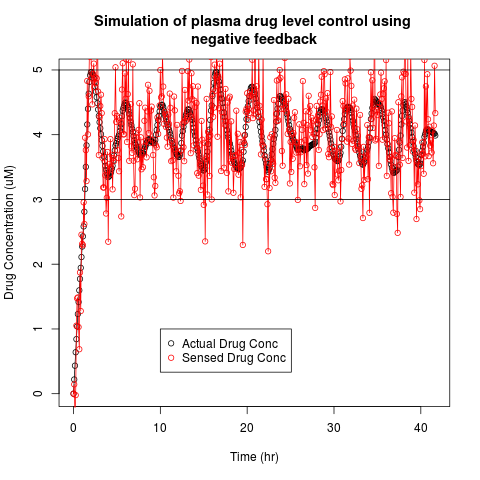 Simulation of plasma drug level control using
negative feedback
Drug Concentration (uM)
5
4
3
2
1
0
Actual Drug Conc
Sensed Drug Conc
0 10 20 30 40
Time (hr)